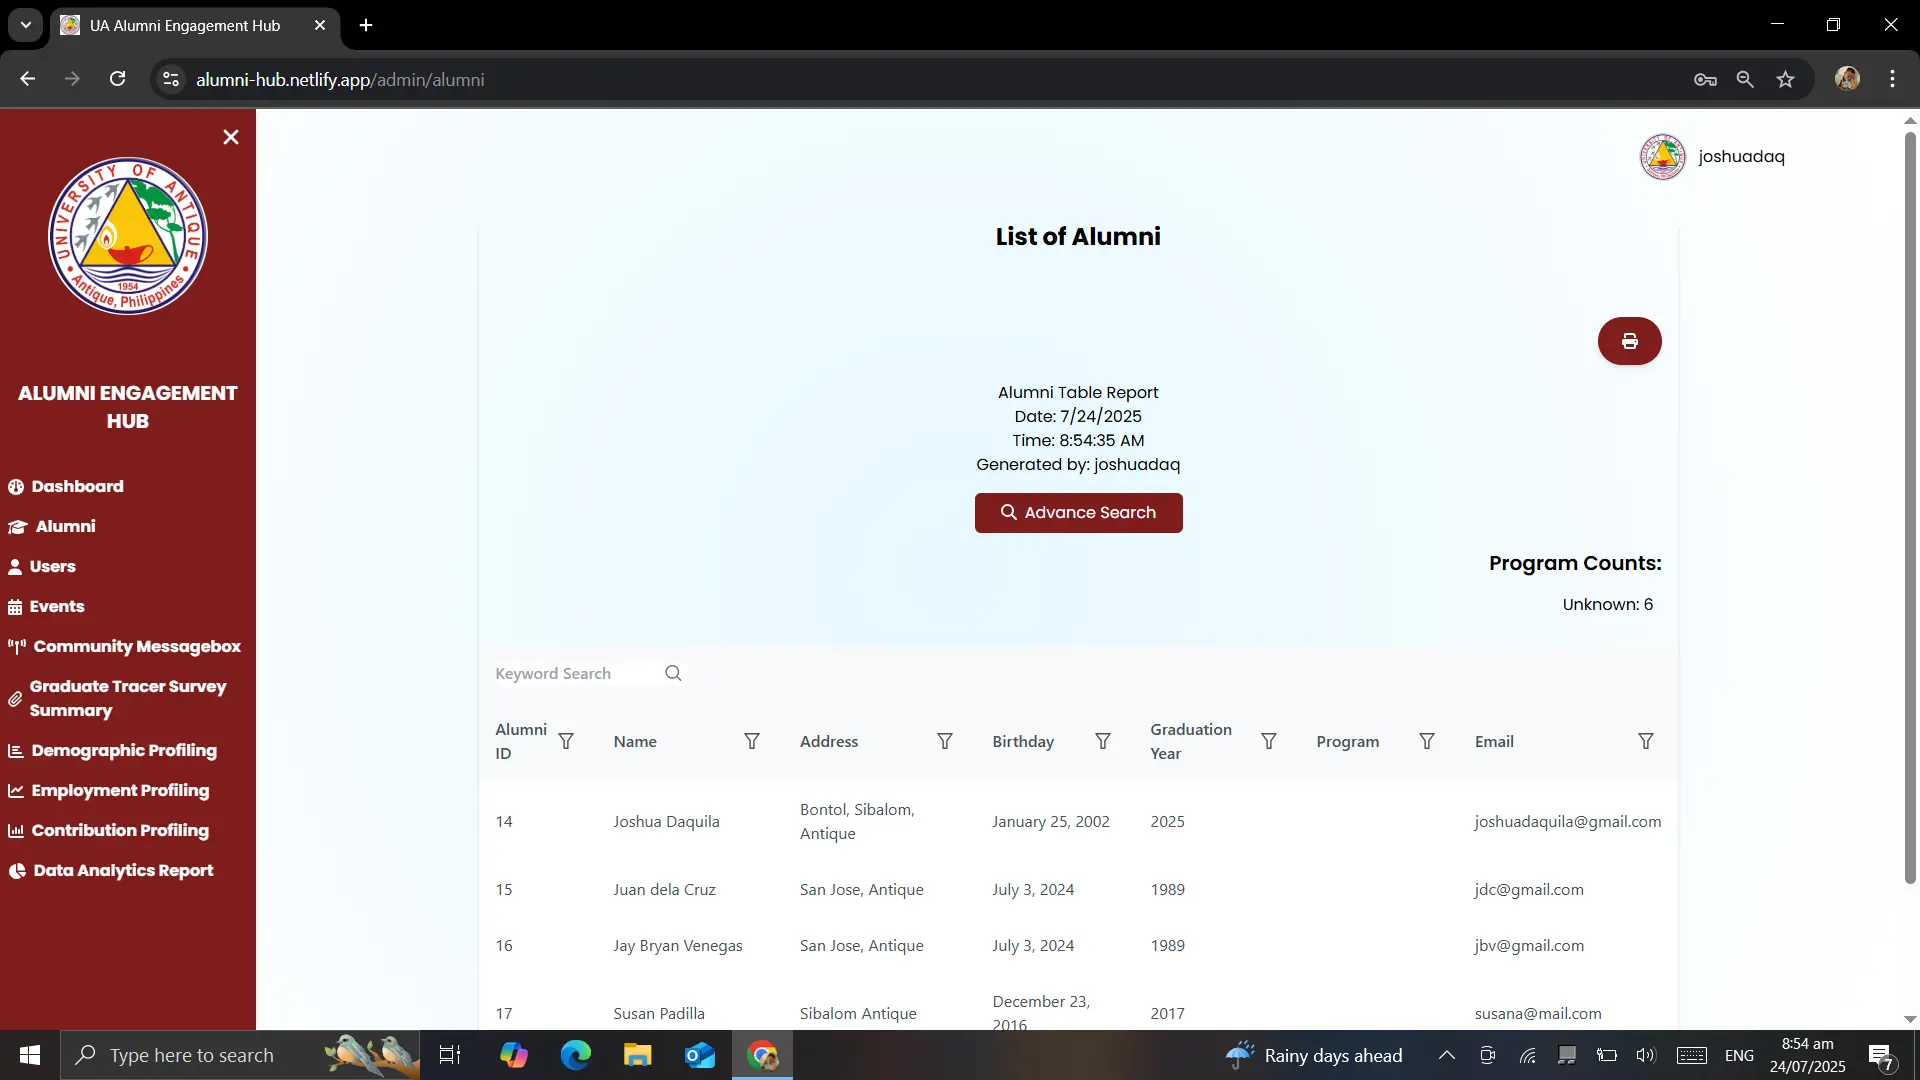 UA Alumni Engagement Hub
alumni-hub.netlify.app/admin/alumni
UNIVERSITY OF ANTIQUE
1954
Antique, Philippines
ALUMNI ENGAGEMENT
HUB
Dashboard
Alumni
Users
Events
Community Messagebox
Graduate Tracer Survey
Summary
Demographic Profiling
Employment Profiling
Contribution Profiling
Data Analytics Report
joshuadaq
List of Alumni
Alumni Table Report
Date: 7/24/2025
Time: 8:54:35 AM
Generated by: joshuadaq
Advance Search
Program Counts:
Unknown: 6
Keyword Search
Alumni ID Name Address Birthday Graduation Year Program Email
14 Joshua Daquila Bontol, Sibalom, Antique January 25, 2002 2025 joshuadaquila@gmail.com
15 Juan dela Cruz San Jose, Antique July 3, 2024 1989 jdc@gmail.com
16 Jay Bryan Venegas San Jose, Antique July 3, 2024 1989 jbv@gmail.com
17 Susan Padilla Sibalom Antique December 23, 2016 2017 susana@mail.com
Type here to search
Rainy days ahead
ENG
8:54 am
24/07/2025
7